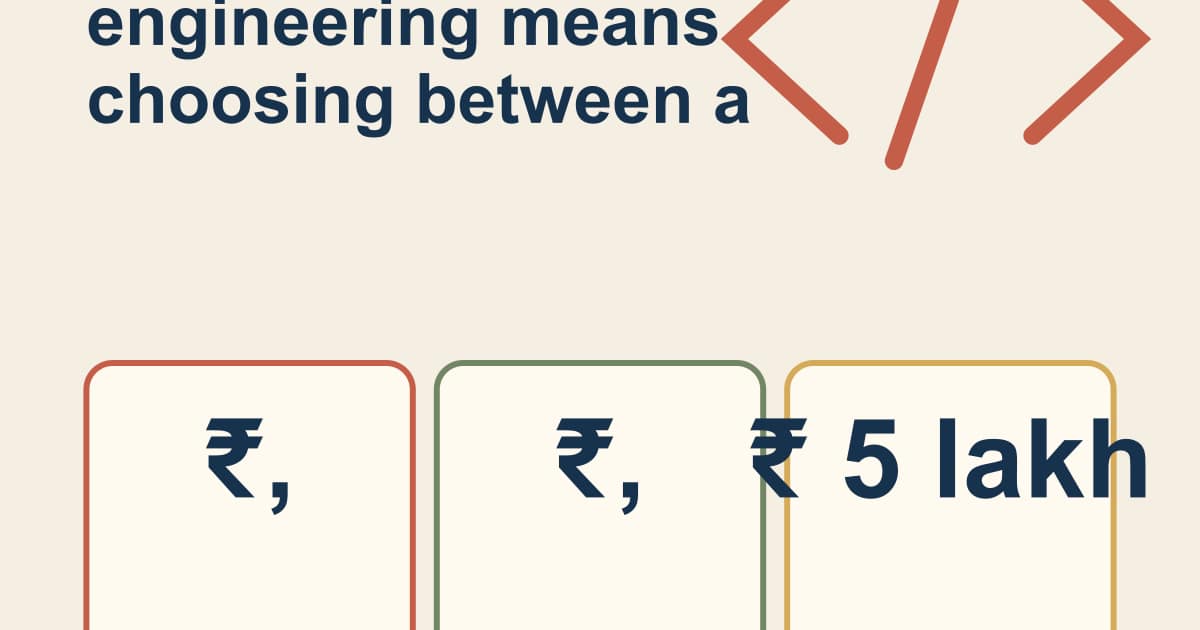 engineering means
choosing between a
₹,
₹,
₹ 5 lakh